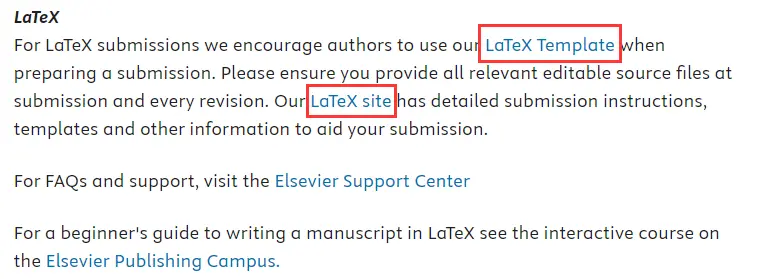 LaTeX
For LaTeX submissions we encourage authors to use our LaTeX Template when
preparing a submission. Please ensure you provide all relevant editable source files at
submission and every revision. Our LaTeX site has detailed submission instructions,
templates and other information to aid your submission.
For FAQs and support, visit the Elsevier Support Center
For a beginner's guide to writing a manuscript in LaTeX see the interactive course on
the Elsevier Publishing Campus.